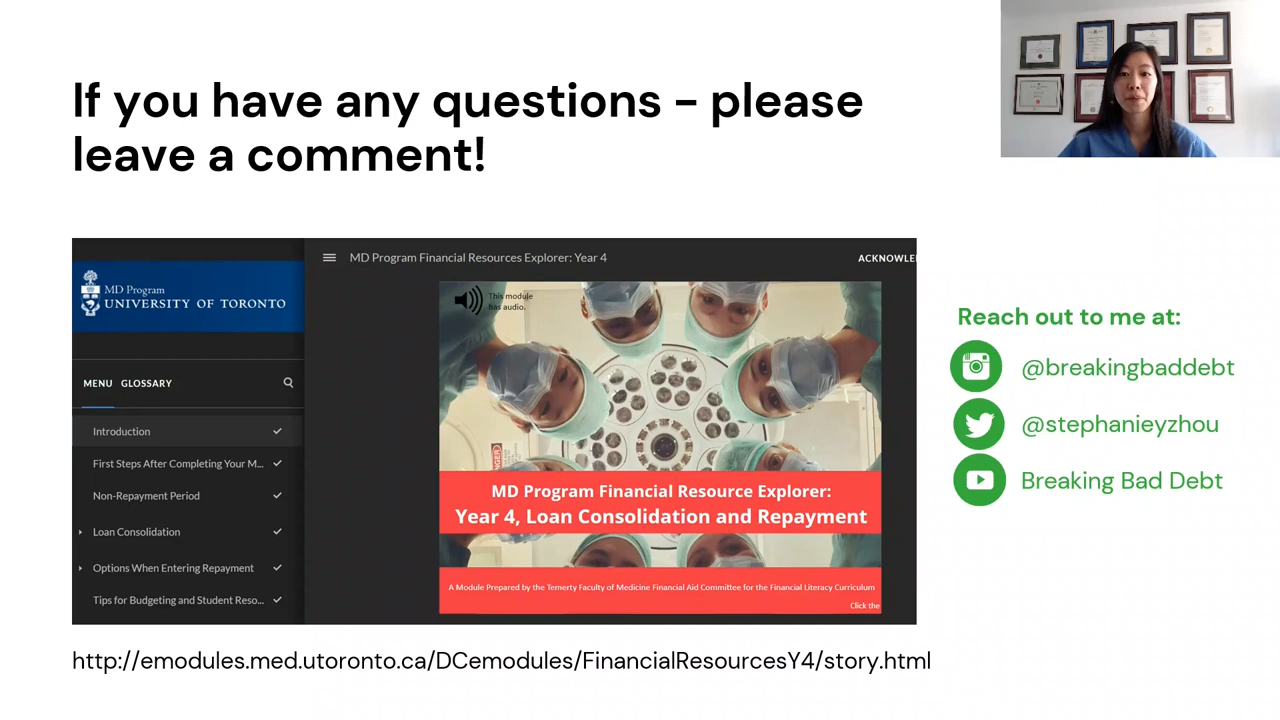 If you have any questions – please
leave a comment!
MD Program
UNIVERSITY OF TORONTO
MENU GLOSSARY
Introduction
First Steps After Completing Your M...
Non-Repayment Period
Loan Consolidation
Options When Entering Repayment
Tips for Budgeting and Student Reso...
MD Program Financial Resources Explorer: Year 4
ACKNOWLE
This module
has audio.
MD Program Financial Resource Explorer:
Year 4, Loan Consolidation and Repayment
A Module Prepared by the Temerty Faculty of Medicine Financial Aid Committee for the Financial Literacy Curriculum
Click the
Reach out to me at:
@breakingbaddebt
@stephanieyzhou
Breaking Bad Debt
http://emodules.med.utoronto.ca/DCemodules/FinancialResourcesY4/story.html